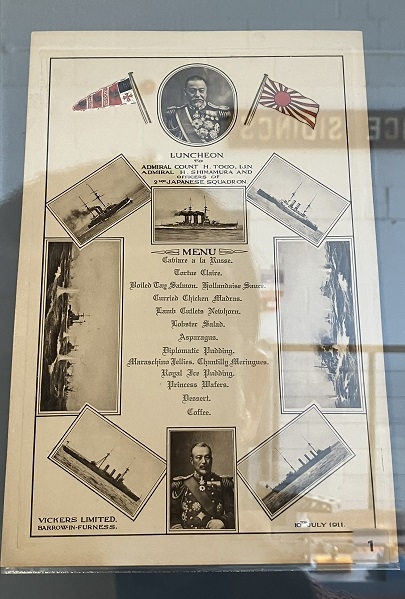 LUNCHEON
TO
ADMIRAL COUNT H. TOGO, I.J.N.
ADMIRAL H. SHIMAMURA AND
OFFICERS OF
2ND JAPANESE SQUADRON
MENU
Caviare a la Russe.
Tortue Claire.
Boiled Tay Salmon. Hollandaise Sauce.
Curried Chicken Madras.
Lamb Cutlets Newhorn.
Lobster Salad.
Asparagus.
Diplomatic Pudding.
Maraschino Jellies. Chantilly Meringues.
Royal Ice Pudding.
Princess Wafers.
Dessert.
Coffee.
VICKERS LIMITED,
BARROW-IN-FURNESS.
10TH JULY 1911.
1
SIDINGS